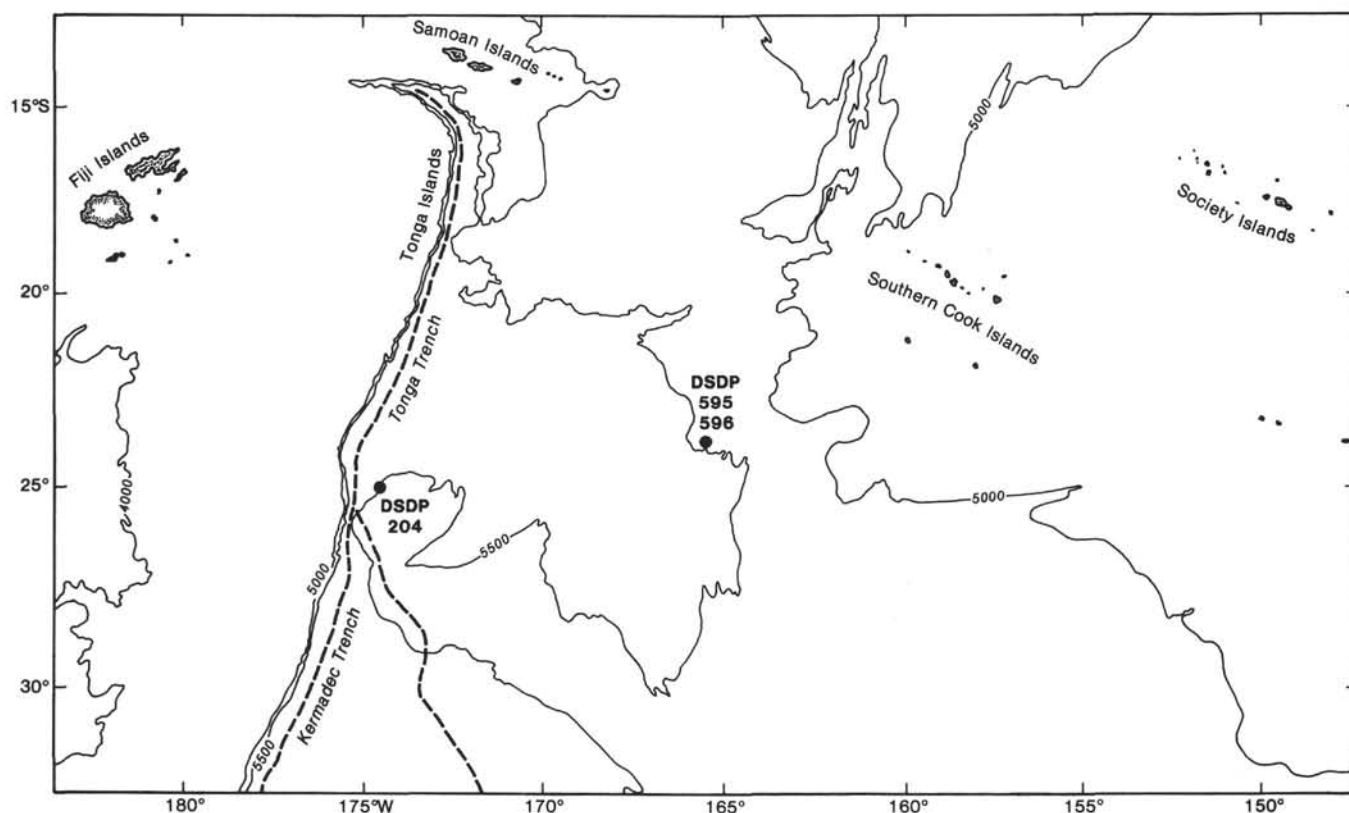 Samoan Islands
15°S
5000
Fiji Islands
Tonga Islands
Society Islands
20°
Southern Cook Islands
Tonga Trench
DSDP
595
596
4000
25°
DSDP
204
5000
5500
5000
30°
Kermadec Trench
5500
180°
175°W
170°
165°
160°
155°
150°